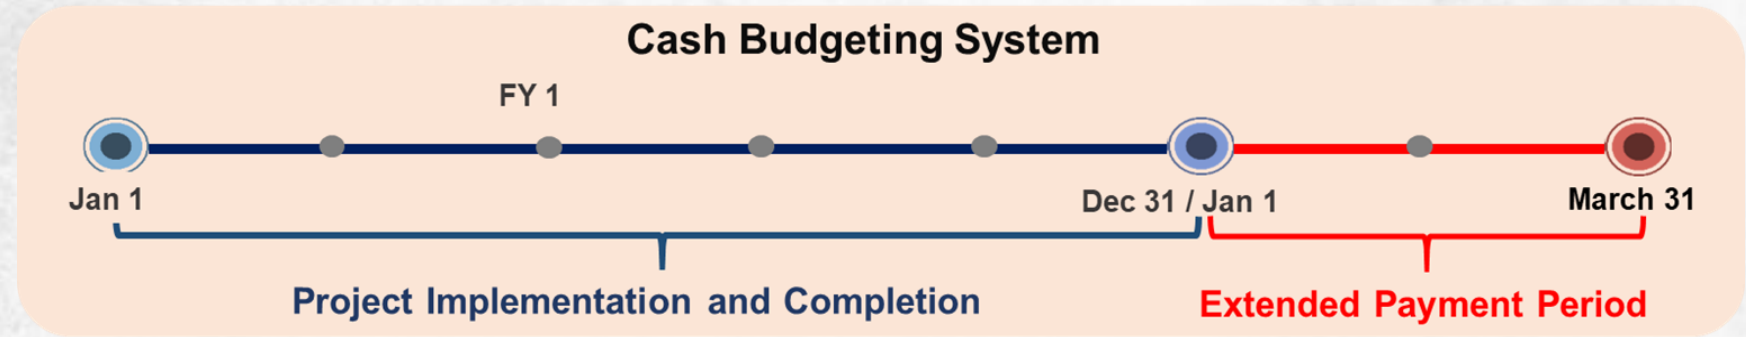 Cash Budgeting System
FY 1
Jan 1
Dec 31 / Jan 1
March 31
Project Implementation and Completion
Extended Payment Period